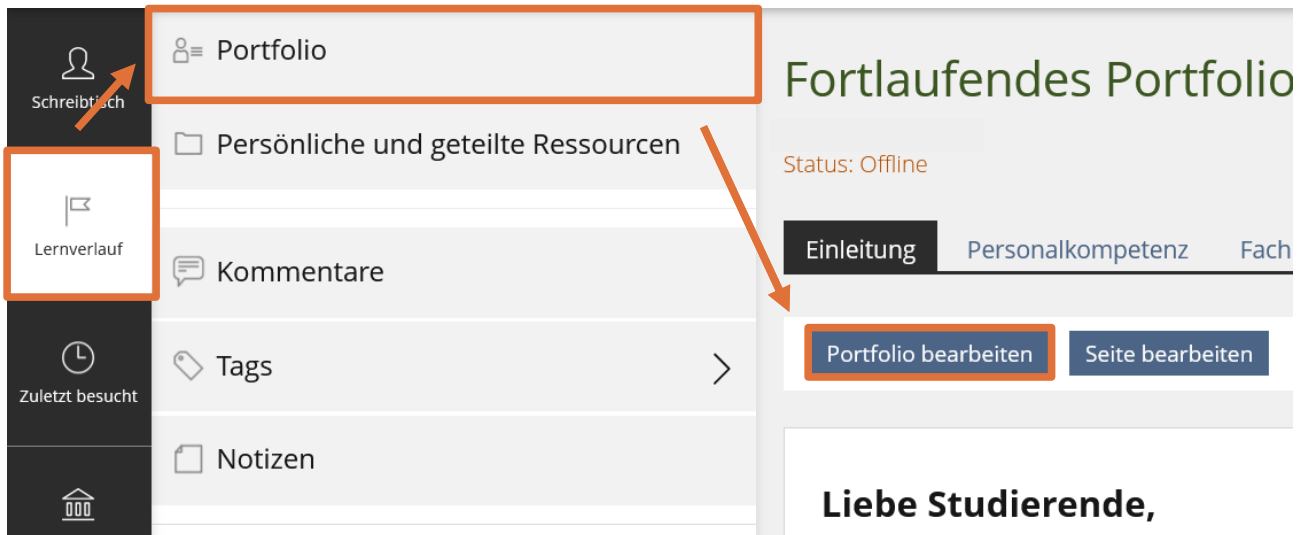 Schreibtisch
Lernverlauf
Zuletzt besucht
Portfolio
Persönliche und geteilte Ressourcen
Kommentare
Tags
Notizen
Fortlaufendes Portfolio
Status: Offline
Einleitung Personalkompetenz Fach
Portfolio bearbeiten Seite bearbeiten
Liebe Studierende,